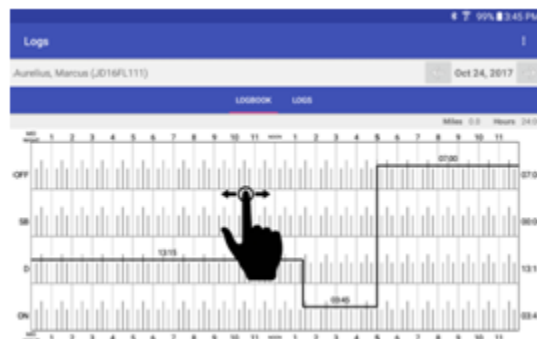 99% 3:45 PM
Logs
Aurelius, Marcus (JD16FL111) Oct 24, 2017
LOGBOOK LOGS
Miles 0.0 Hours 24:0
1 2 3 4 5 6 7 8 9 10 11 1 2 3 4 5 6 7 8 9 10 11
OFF 07:00 07:0
SB 00:0
D 13:15 13:1
ON 03:45 03:4
1 2 3 4 5 6 7 8 9 10 11 1 2 3 4 5 6 7 8 9 10 11